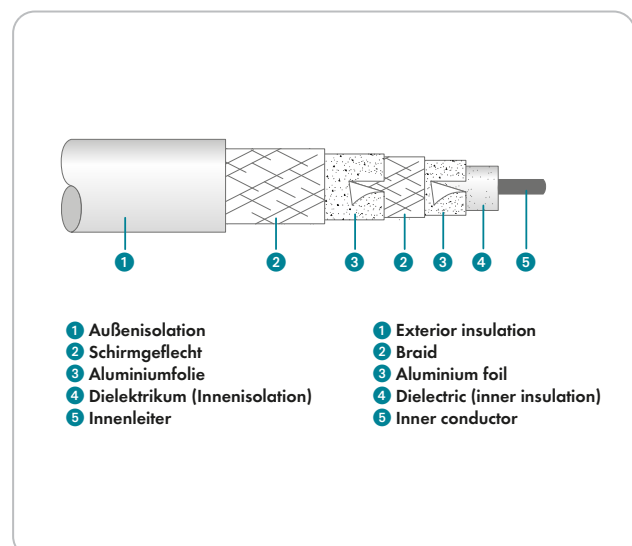 1 2 3 2 3 4 5
1 Außenisolation
2 Schirmgeflecht
3 Aluminiumfolie
4 Dielektrikum (Innenisolation)
5 Innenleiter
1 Exterior insulation
2 Braid
3 Aluminium foil
4 Dielectric (inner insulation)
5 Inner conductor